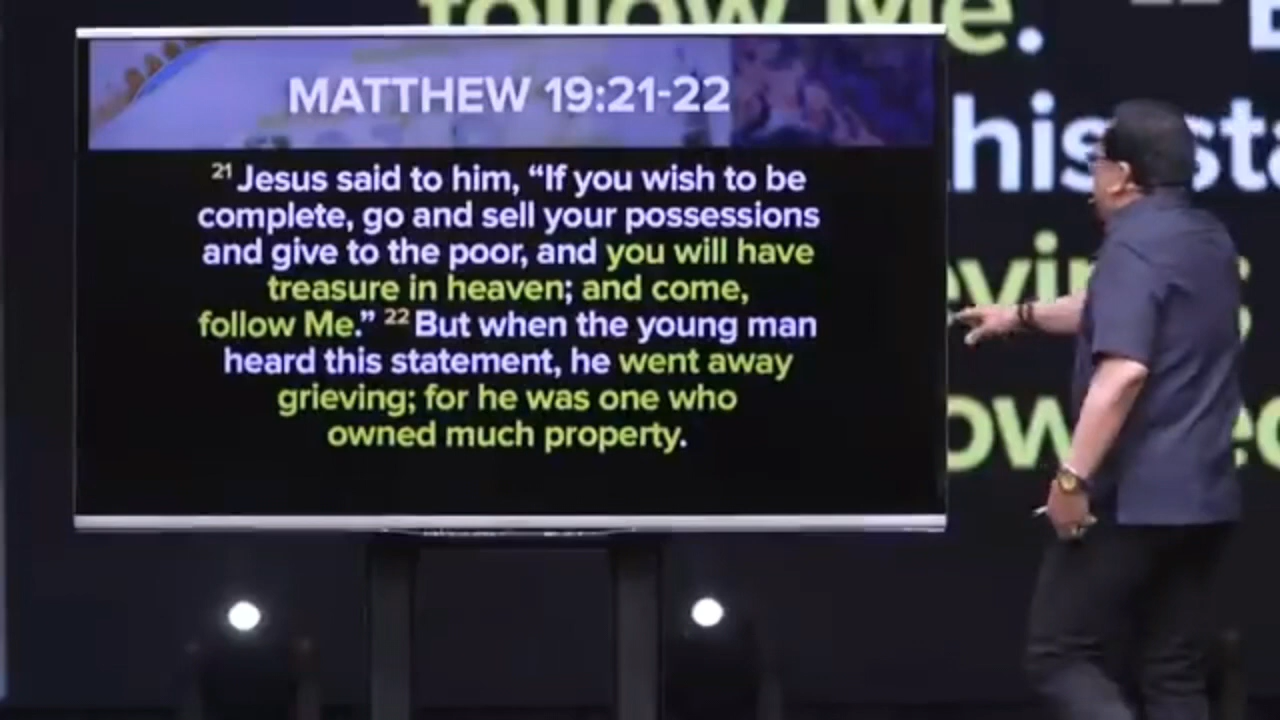 follow Me.
MATTHEW 19:21-22
21 Jesus said to him, “If you wish to be
complete, go and sell your possessions
and give to the poor, and you will have
treasure in heaven; and come,
follow Me.” 22 But when the young man
heard this statement, he went away
grieving; for he was one who
owned much property.
his